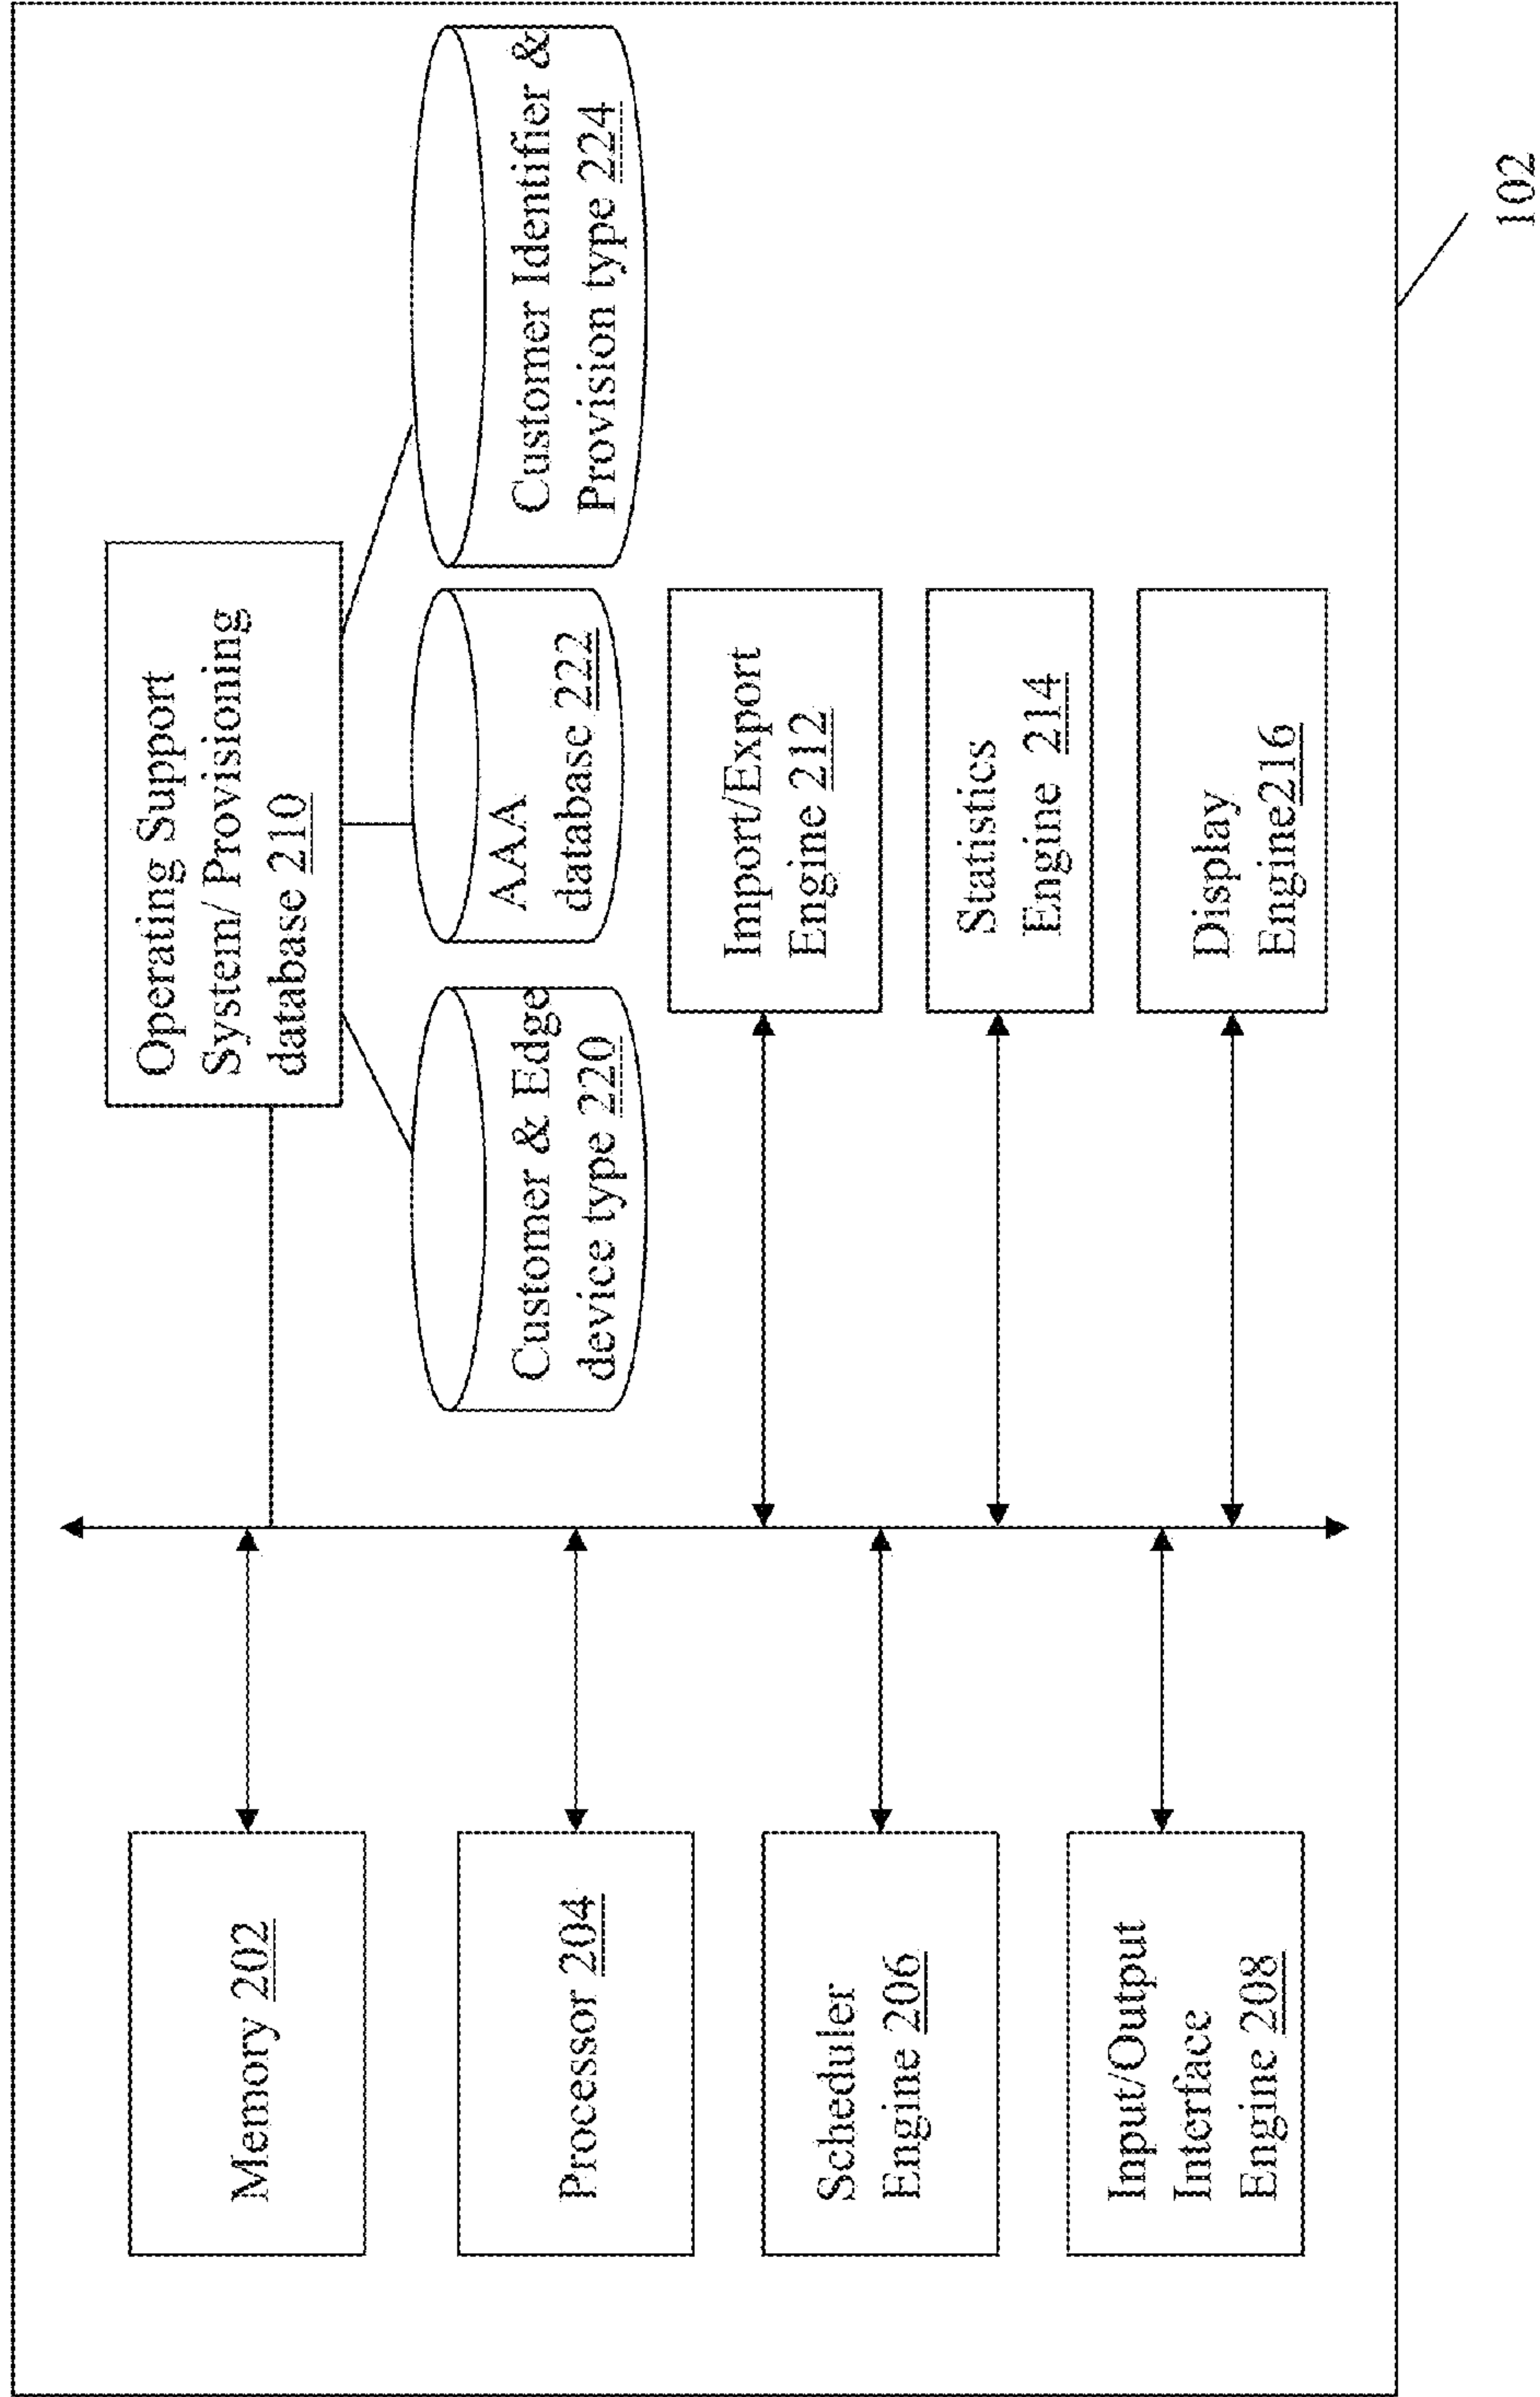 Memory 202
Processor 204
Scheduler
Engine 206
Input/Output
Interface
Engine 208
Operating Support
System/ Provisioning
database 210
Customer & Edge
device type 220
AAA
database 222
Customer Identifier &
Provision type 224
Import/Export
Engine 212
Statistics
Engine 214
Display
Engine216
102